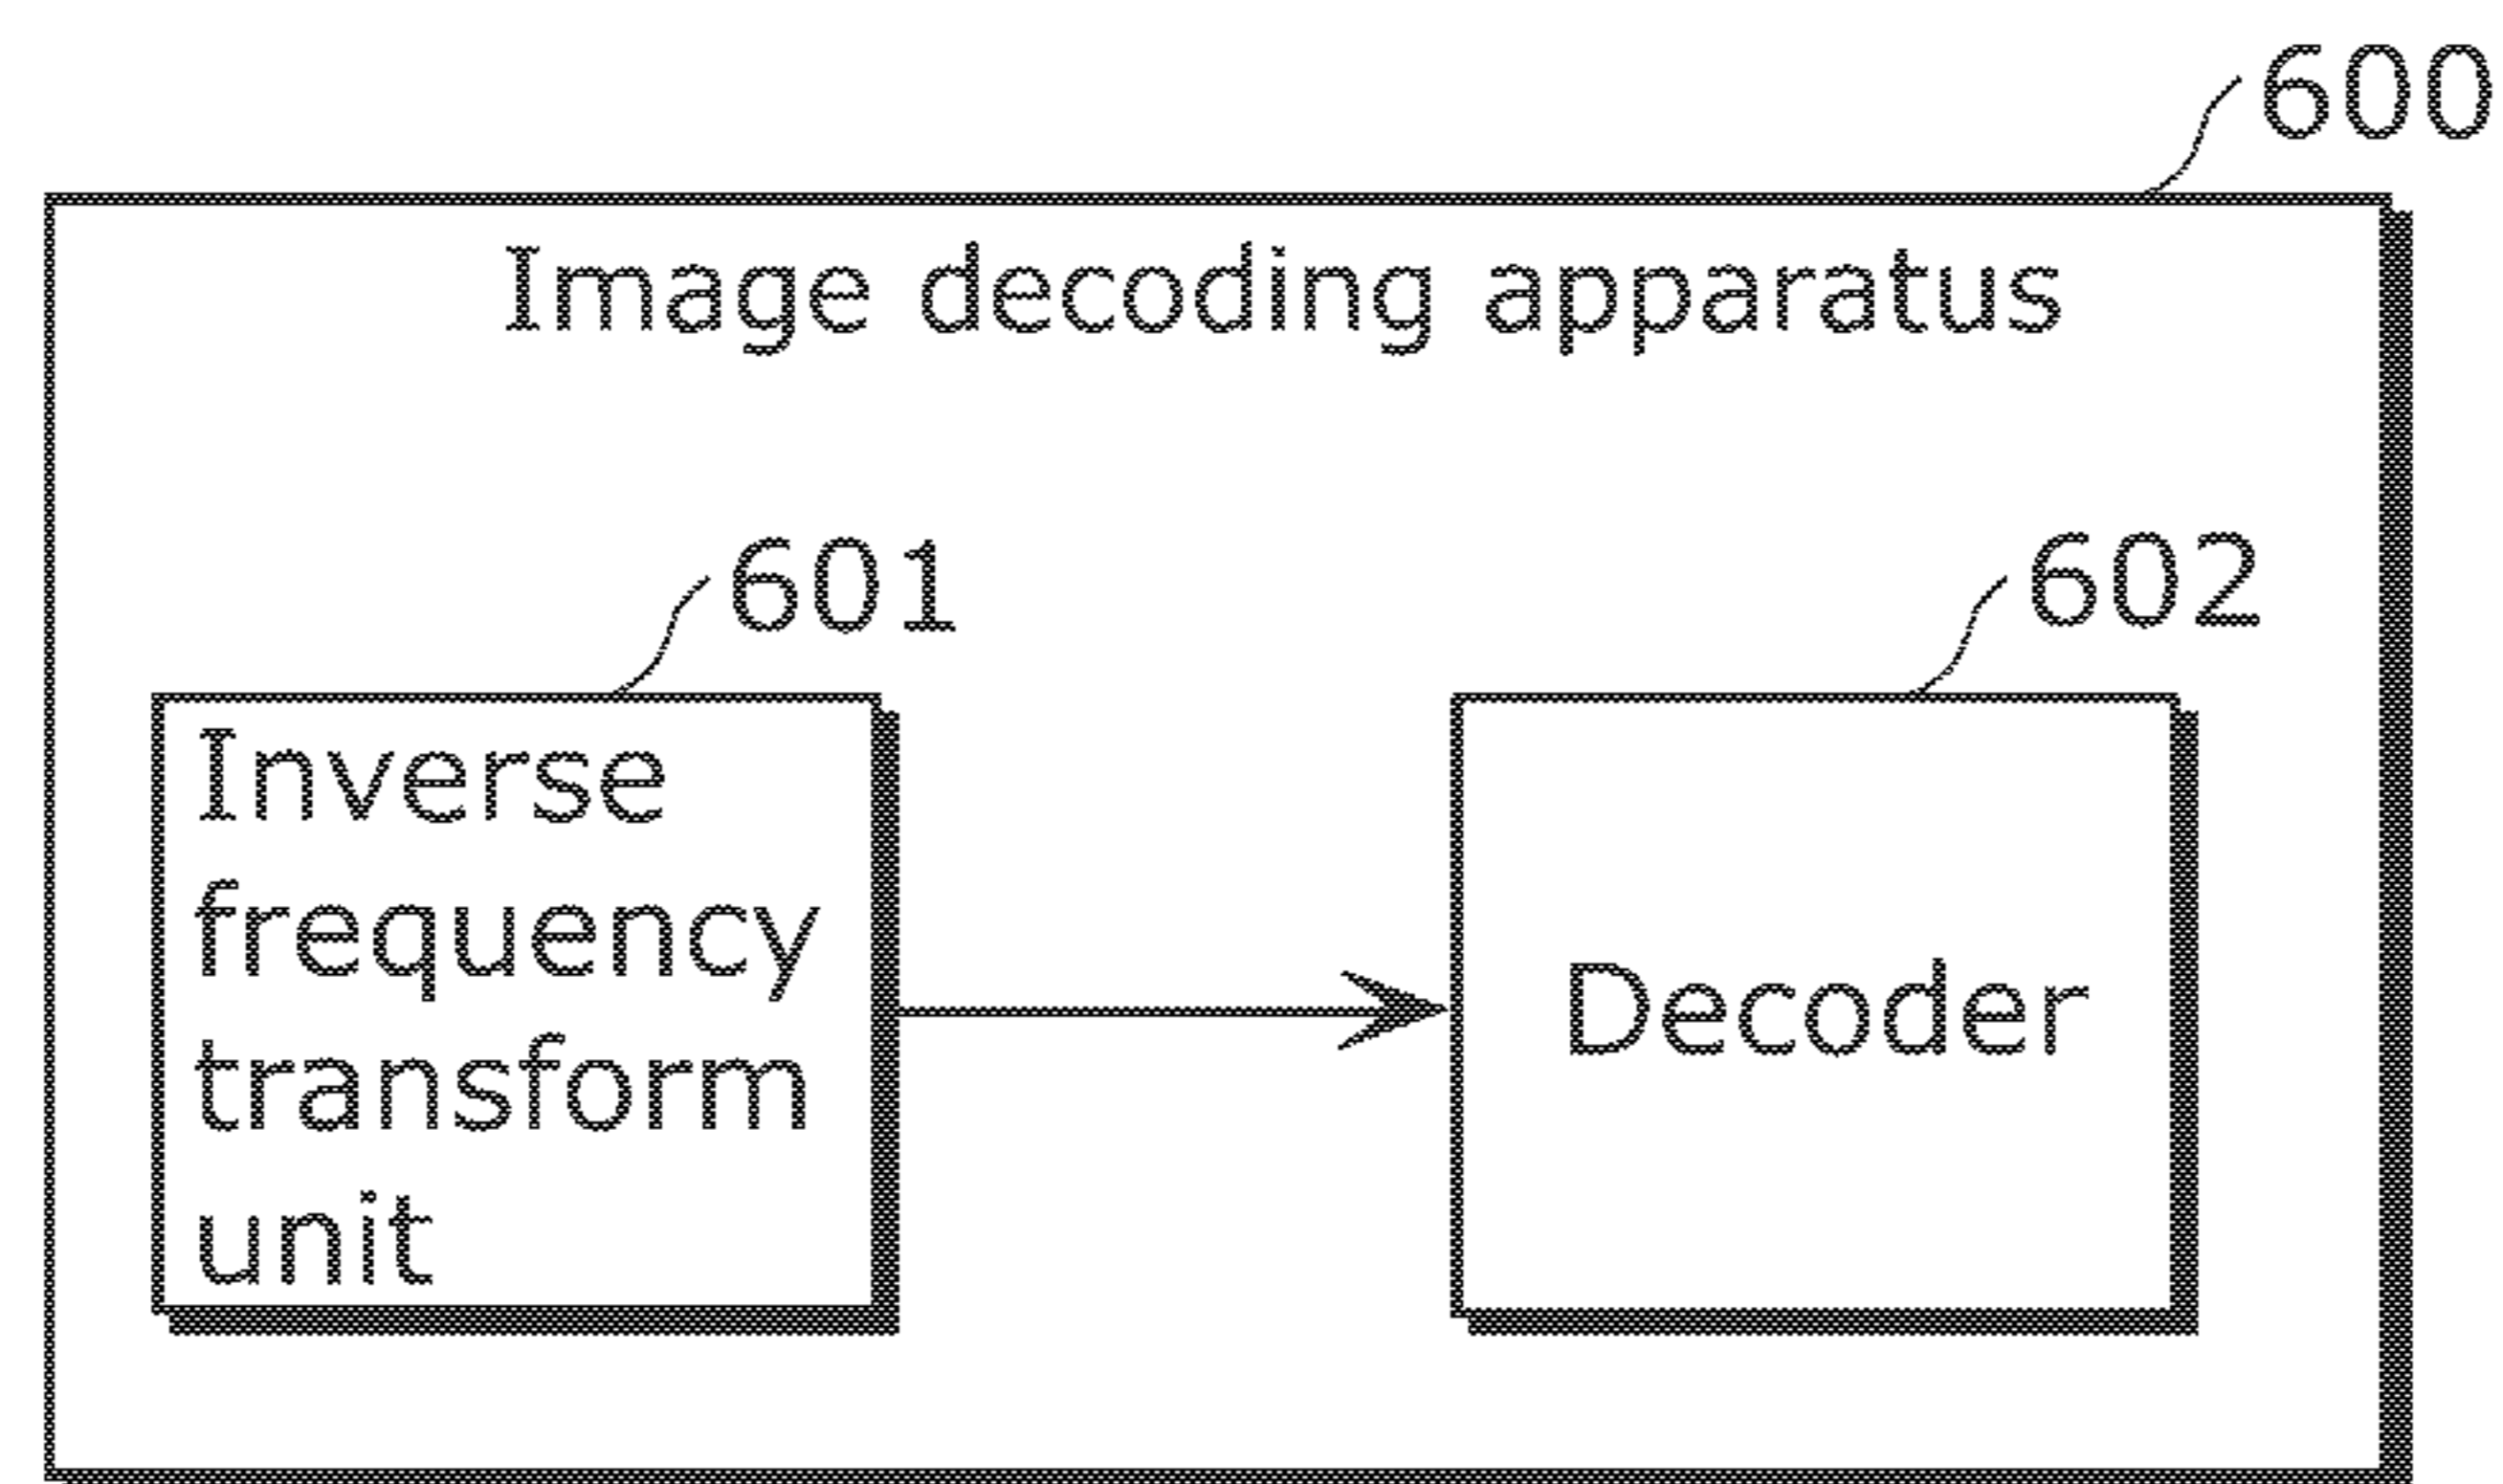 600
Image decoding apparatus
601
602
Inverse
frequency
transform
unit
Decoder